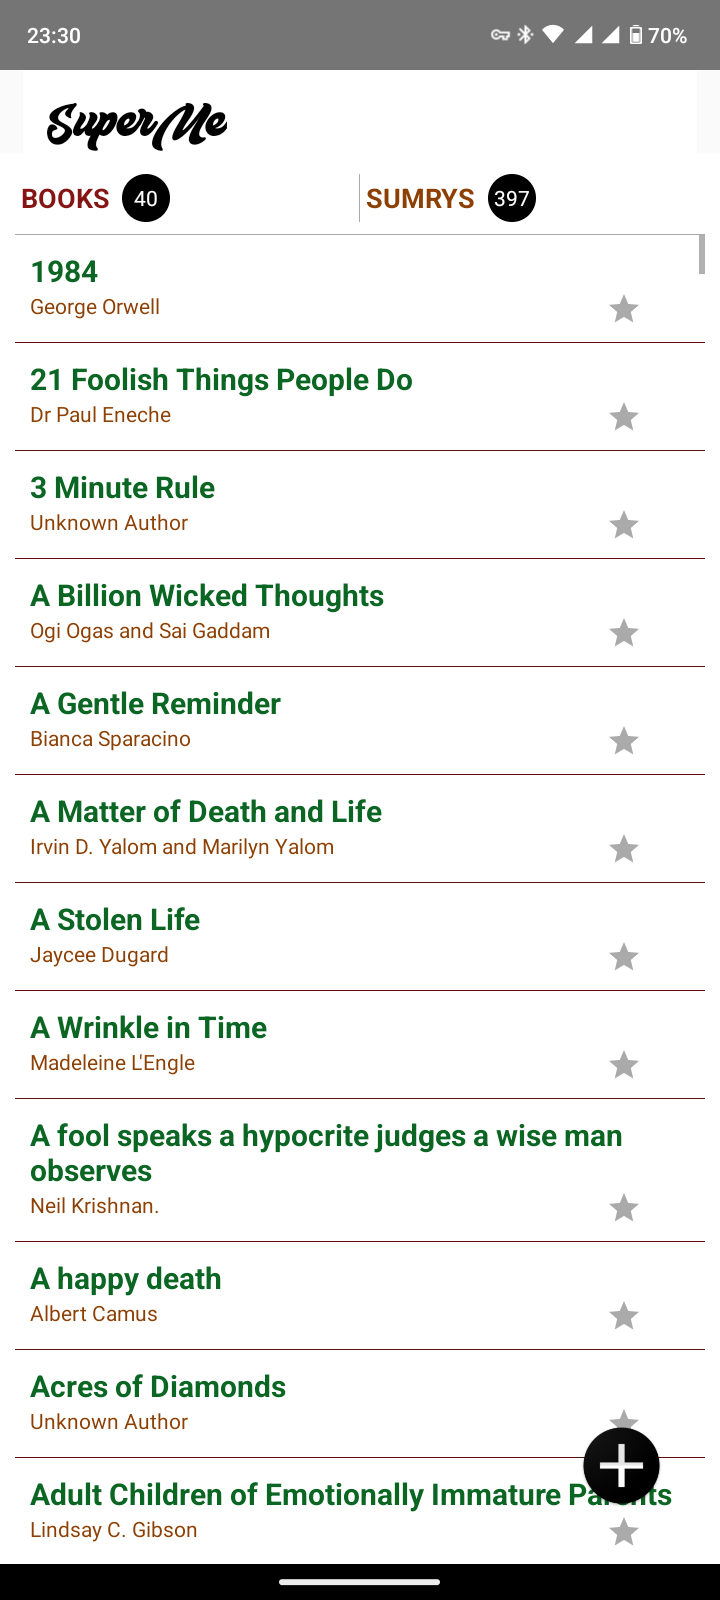 23:30
70%
SuperMe
BOOKS 40
SUMRYS 397
1984
George Orwell
21 Foolish Things People Do
Dr Paul Eneche
3 Minute Rule
Unknown Author
A Billion Wicked Thoughts
Ogi Ogas and Sai Gaddam
A Gentle Reminder
Bianca Sparacino
A Matter of Death and Life
Irvin D. Yalom and Marilyn Yalom
A Stolen Life
Jaycee Dugard
A Wrinkle in Time
Madeleine L'Engle
A fool speaks a hypocrite judges a wise man
observes
Neil Krishnan.
A happy death
Albert Camus
Acres of Diamonds
Unknown Author
Adult Children of Emotionally Immature Parents
Lindsay C. Gibson